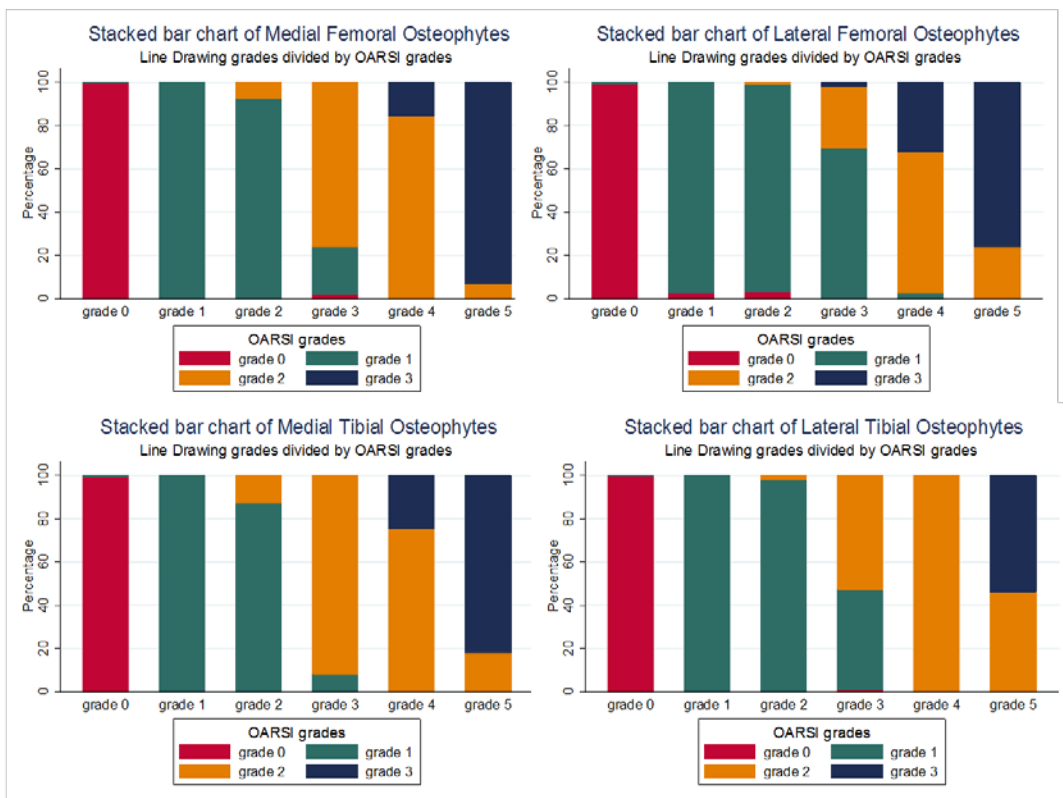 Stacked bar chart of Medial Femoral Osteophytes
Line Drawing grades divided by OARSI grades
Percentage
100
80
60
40
20
0
grade 0 grade 1 grade 2 grade 3 grade 4 grade 5
OARSI grades
grade 0 grade 1
grade 2 grade 3
Stacked bar chart of Lateral Femoral Osteophytes
Line Drawing grades divided by OARSI grades
Percentage
100
80
60
40
20
0
grade 0 grade 1 grade 2 grade 3 grade 4 grade 5
OARSI grades
grade 0 grade 1
grade 2 grade 3
Stacked bar chart of Medial Tibial Osteophytes
Line Drawing grades divided by OARSI grades
Percentage
100
80
60
40
20
0
grade 0 grade 1 grade 2 grade 3 grade 4 grade 5
OARSI grades
grade 0 grade 1
grade 2 grade 3
Stacked bar chart of Lateral Tibial Osteophytes
Line Drawing grades divided by OARSI grades
Percentage
100
80
60
40
20
0
grade 0 grade 1 grade 2 grade 3 grade 4 grade 5
OARSI grades
grade 0 grade 1
grade 2 grade 3